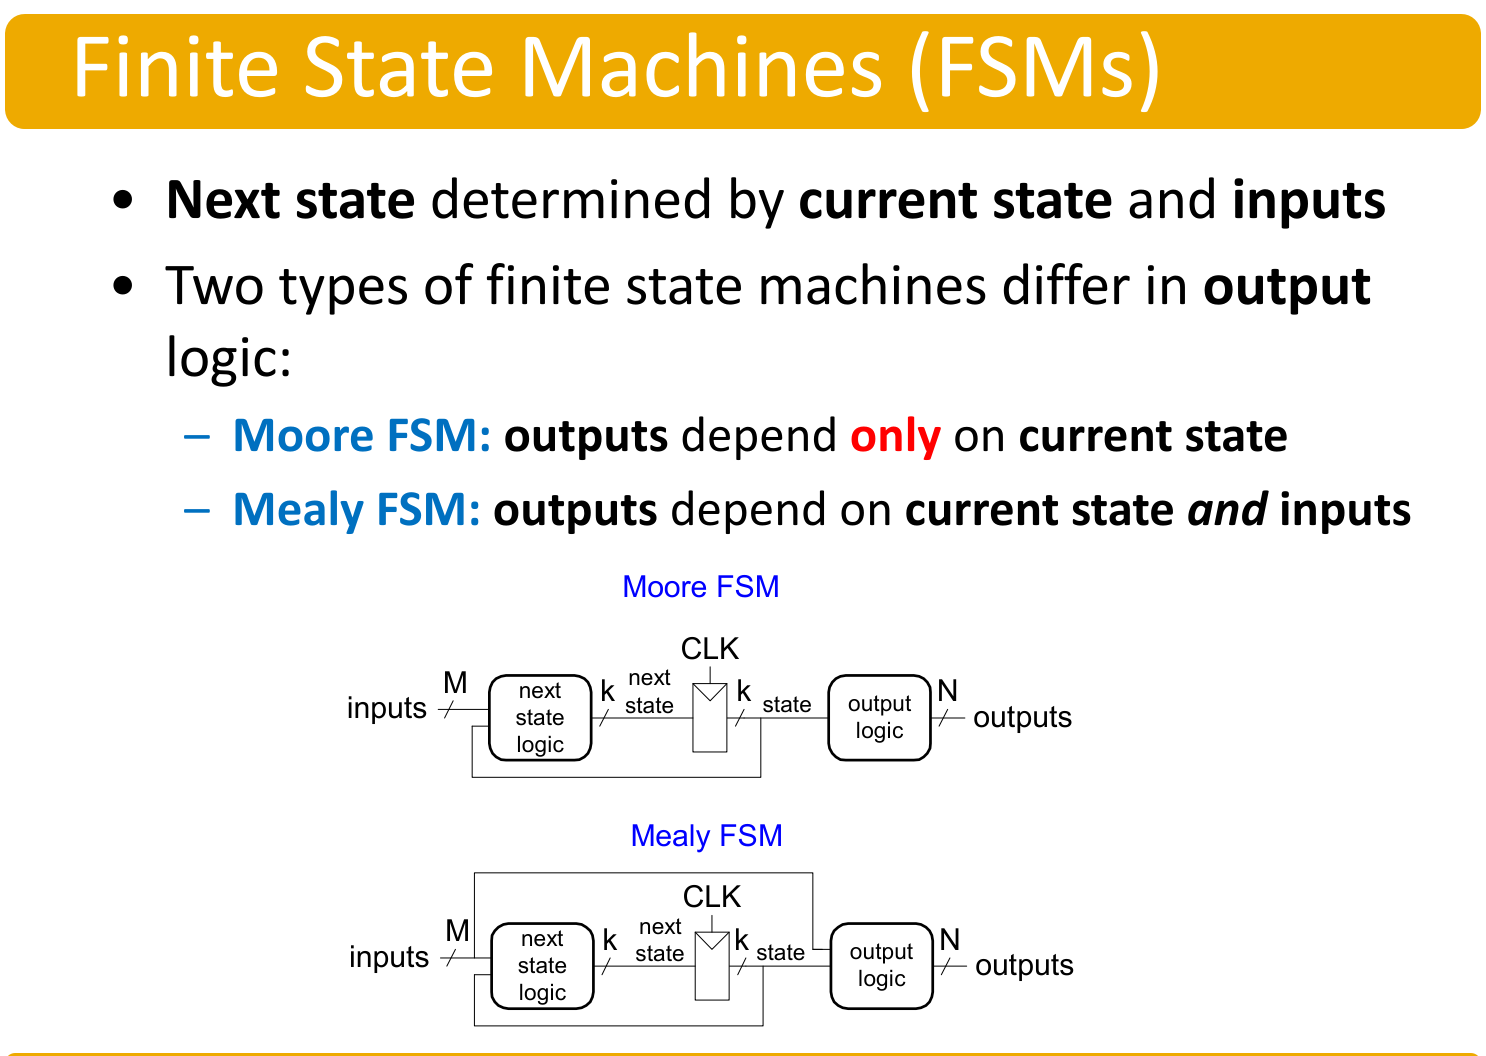 Finite State Machines (FSMs)
• Next state determined by current state and inputs
• Two types of finite state machines differ in output
logic:
– Moore FSM: outputs depend only on current state
– Mealy FSM: outputs depend on current state and inputs
Moore FSM
CLK
inputs M next state logic k next state k state output logic N outputs
Mealy FSM
CLK
inputs M next state logic k next state k state output logic N outputs